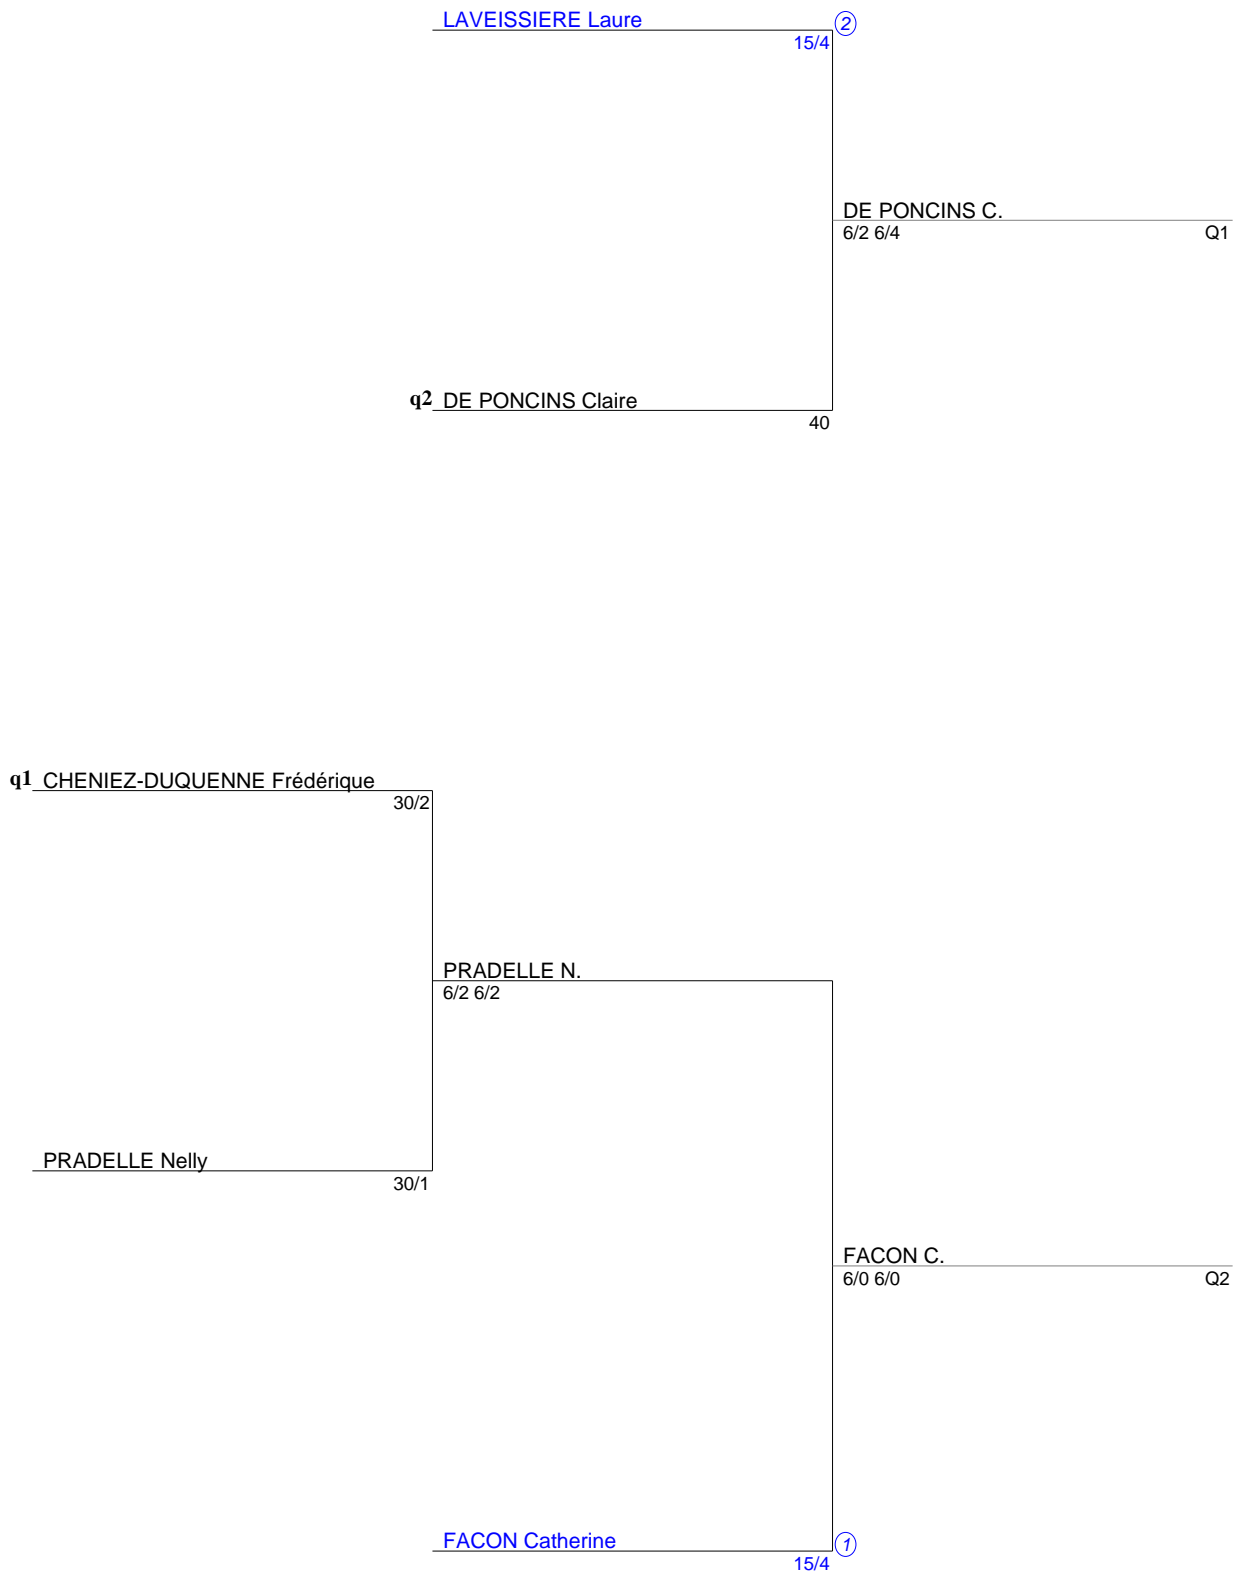 LAVEISSIERE Laure
2
15/4
DE PONCINS C.
6/2 6/4
Q1
q2 DE PONCINS Claire
40
q1 CHENIEZ-DUQUENNE Frédérique
30/2
PRADELLE N.
6/2 6/2
PRADELLE Nelly
30/1
FACON C.
6/0 6/0
Q2
FACON Catherine
1
15/4